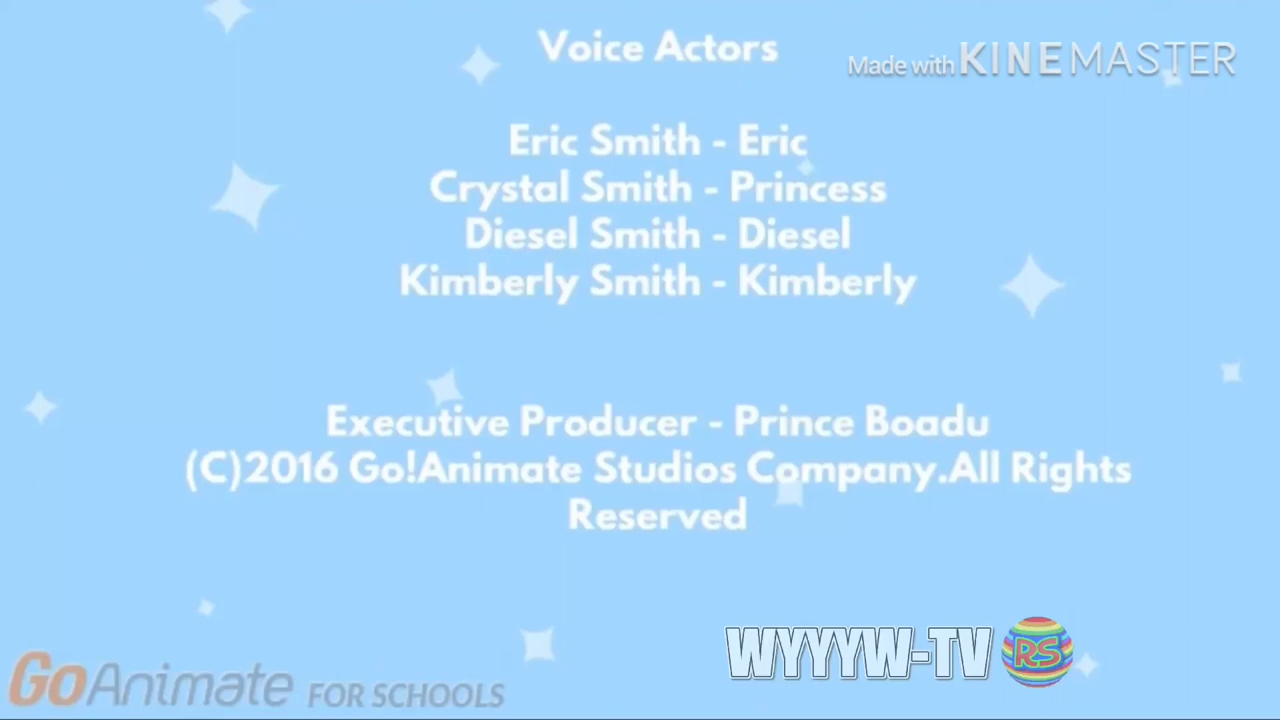 Voice Actors
Made with KINEMASTER
Eric Smith - Eric
Crystal Smith - Princess
Diesel Smith - Diesel
Kimberly Smith - Kimberly
Executive Producer - Prince Boadu
(C)2016 Go!Animate Studios Company.All Rights
Reserved
WYYYW-TV RS
GoAnimate FOR SCHOOLS